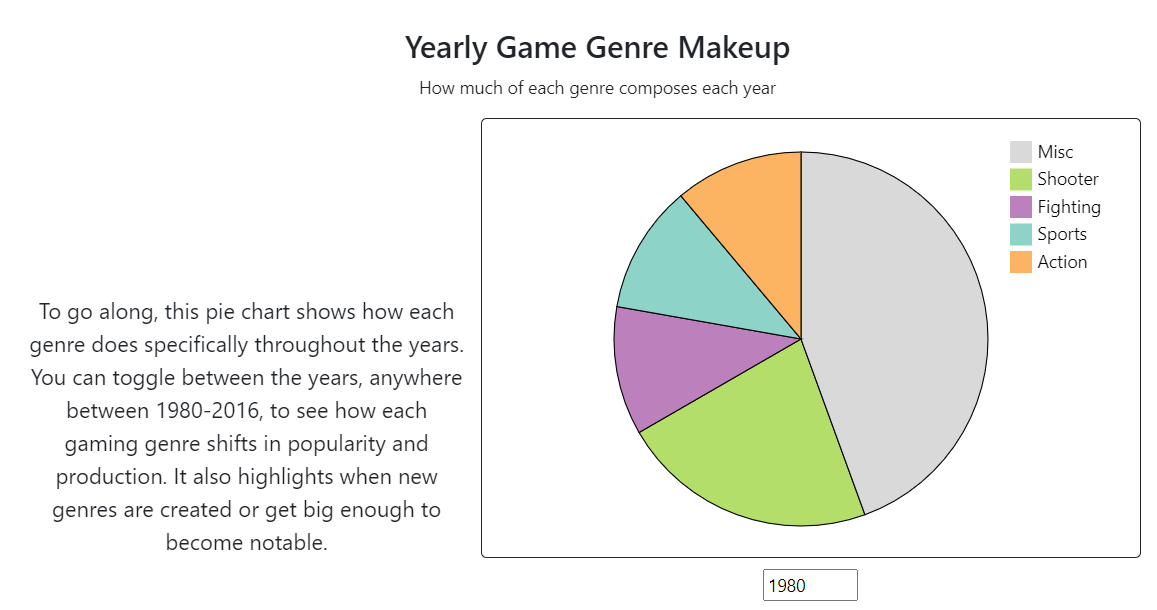 Yearly Game Genre Makeup
How much of each genre composes each year
To go along, this pie chart shows how each
genre does specifically throughout the years.
You can toggle between the years, anywhere
between 1980-2016, to see how each
gaming genre shifts in popularity and
production. It also highlights when new
genres are created or get big enough to
become notable.
Misc
Shooter
Fighting
Sports
Action
1980